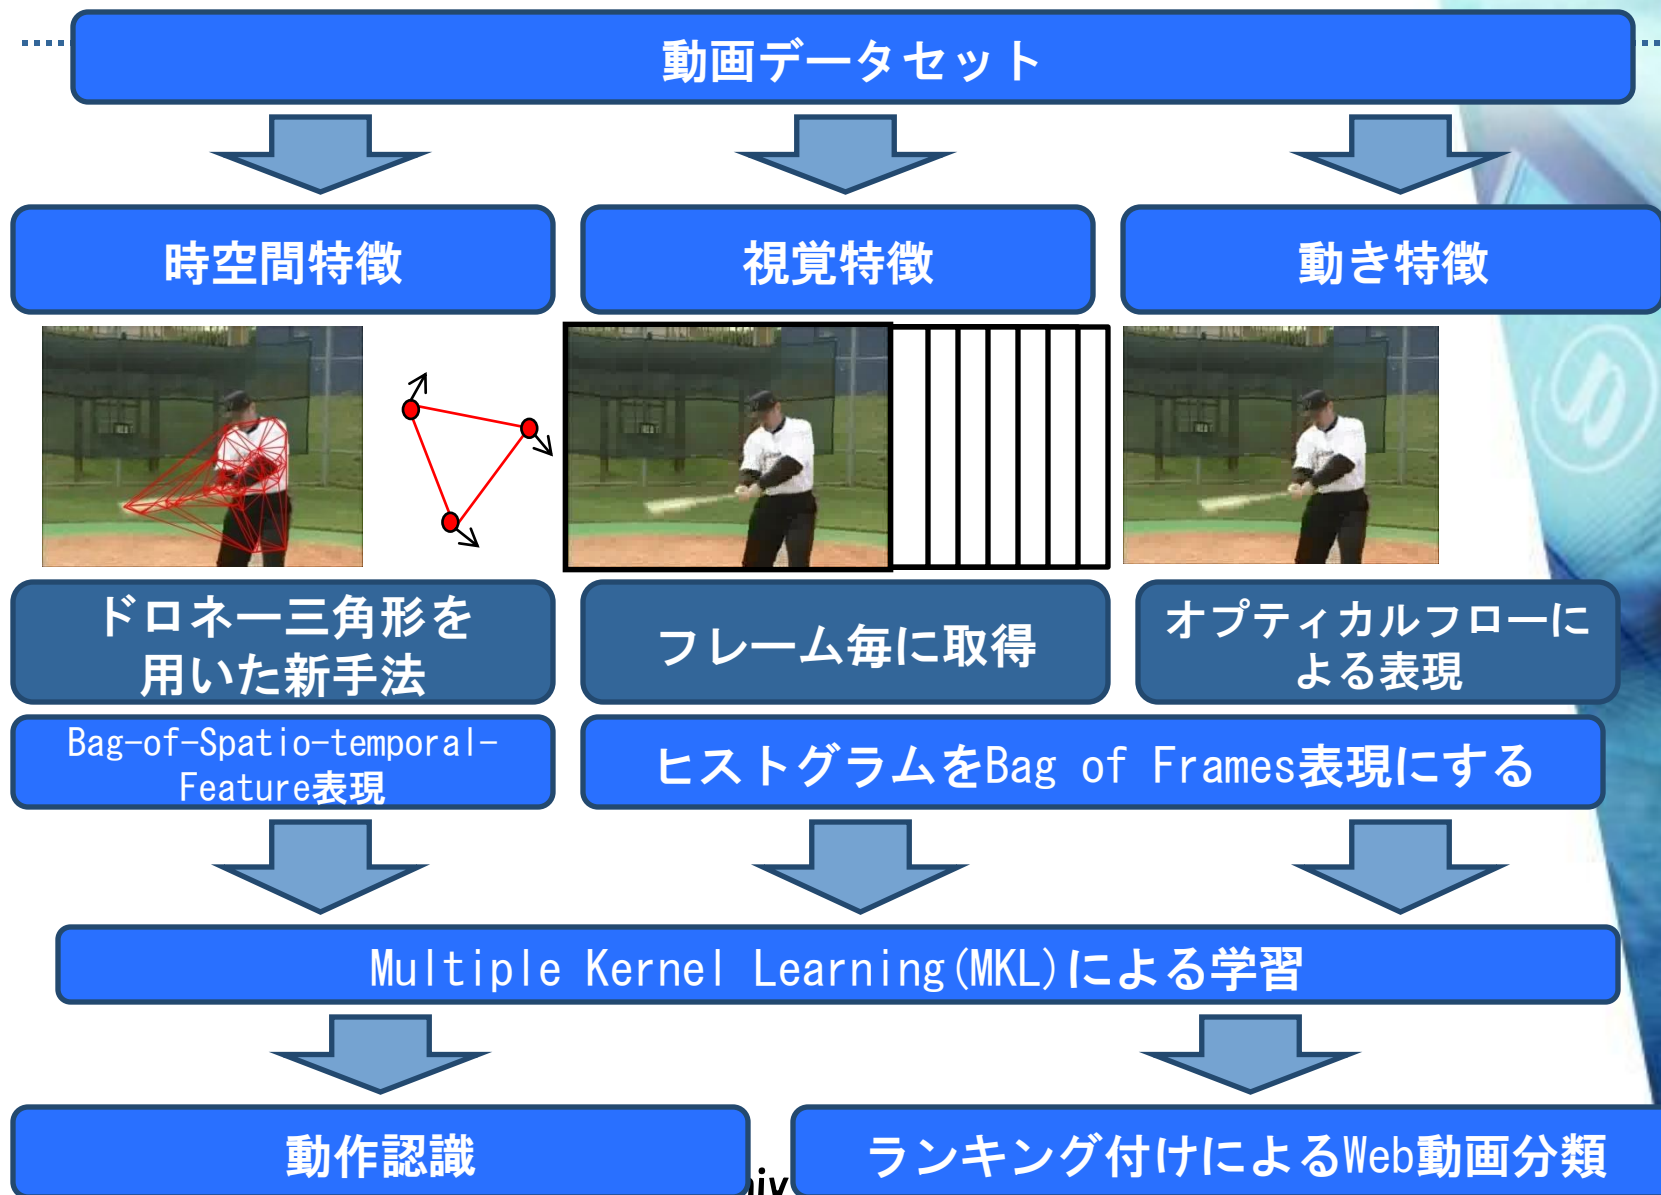 動画データセット
時空間特徴
視覚特徴
動き特徴
ドロネー三角形を
用いた新手法
フレーム毎に取得
オプティカルフローに
よる表現
Bag-of-Spatio-temporal-
Feature表現
ヒストグラムをBag of Frames表現にする
Multiple Kernel Learning(MKL)による学習
動作認識
ランキング付けによるWeb動画分類